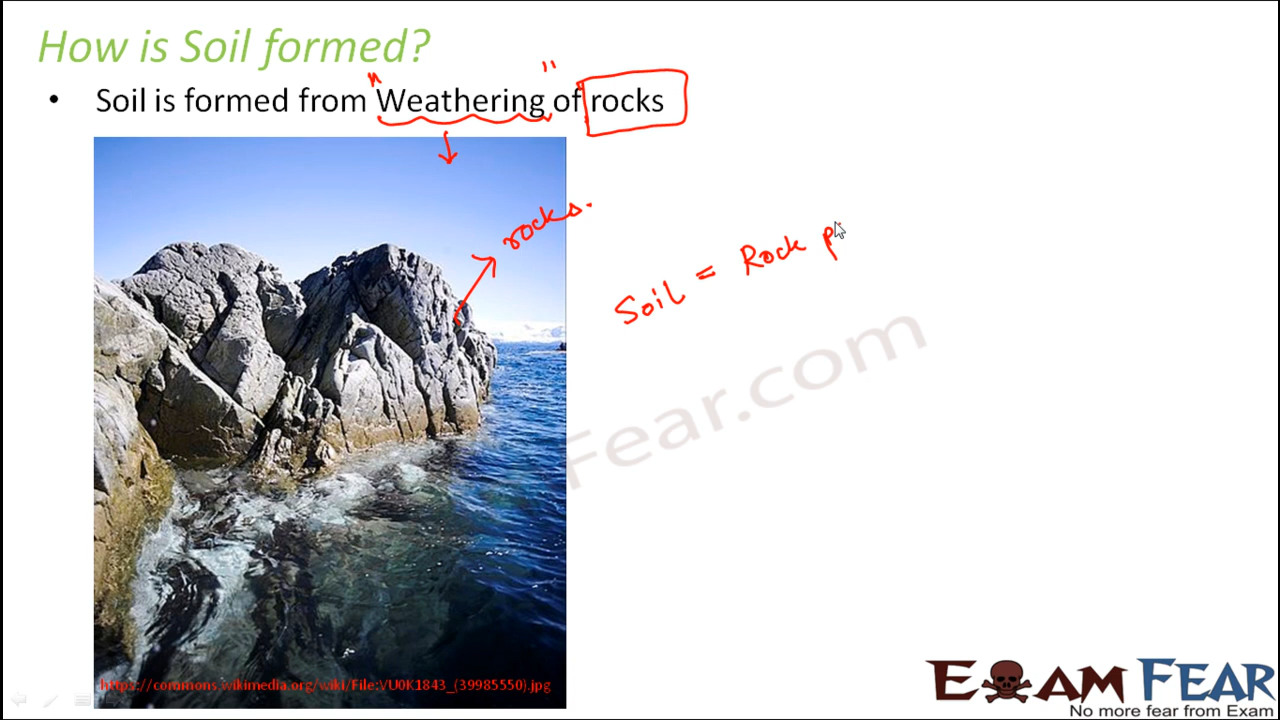 How is Soil formed?
• Soil is formed from "Weathering" of rocks
rocks.
Soil = Rock p
Fear.com
https://commons.wikimedia.org/wiki/File:VU0K1843_(39985550).jpg
EXAM FEAR
No more fear from Exam